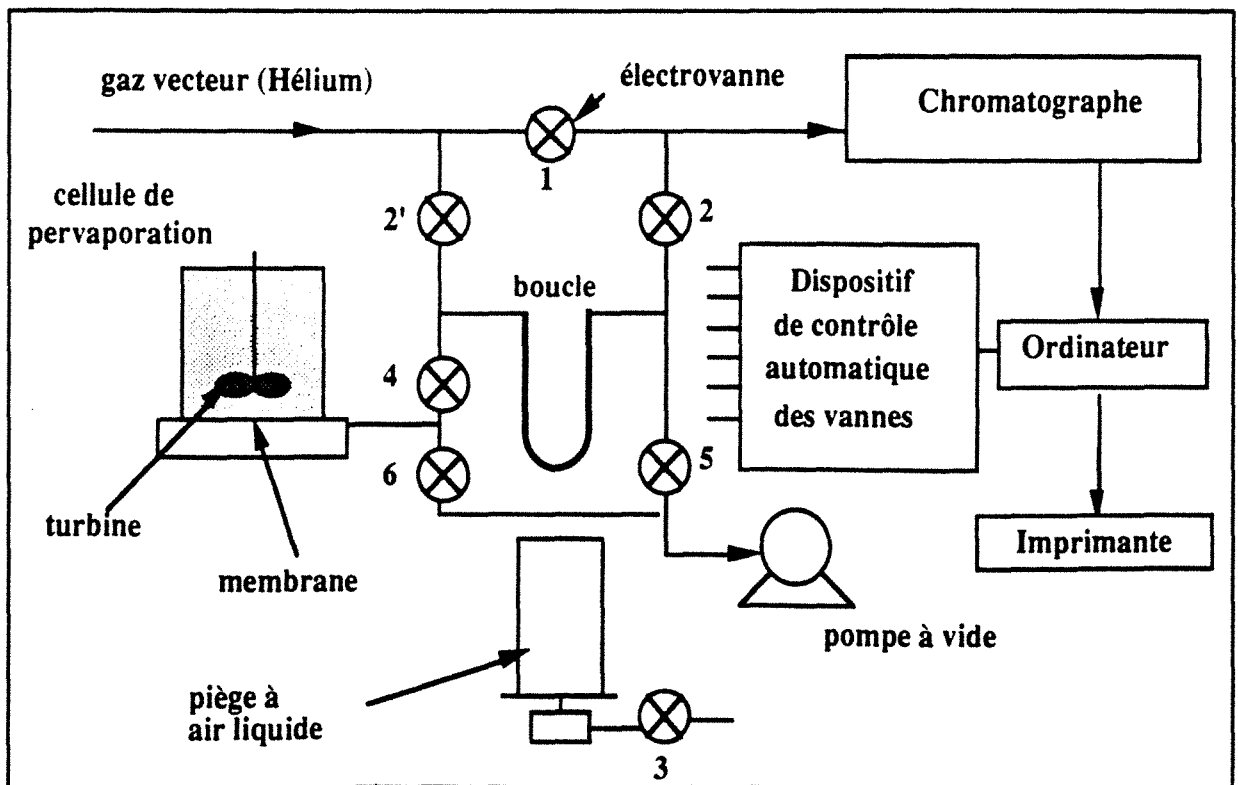 gaz vecteur (Hélium)
électrovanne
Chromatographe
1
cellule de
pervaporation
2'
2
boucle
Dispositif
de contrôle
automatique
des vannes
Ordinateur
4
6
5
turbine
membrane
Imprimante
pompe à vide
piège à
air liquide
3